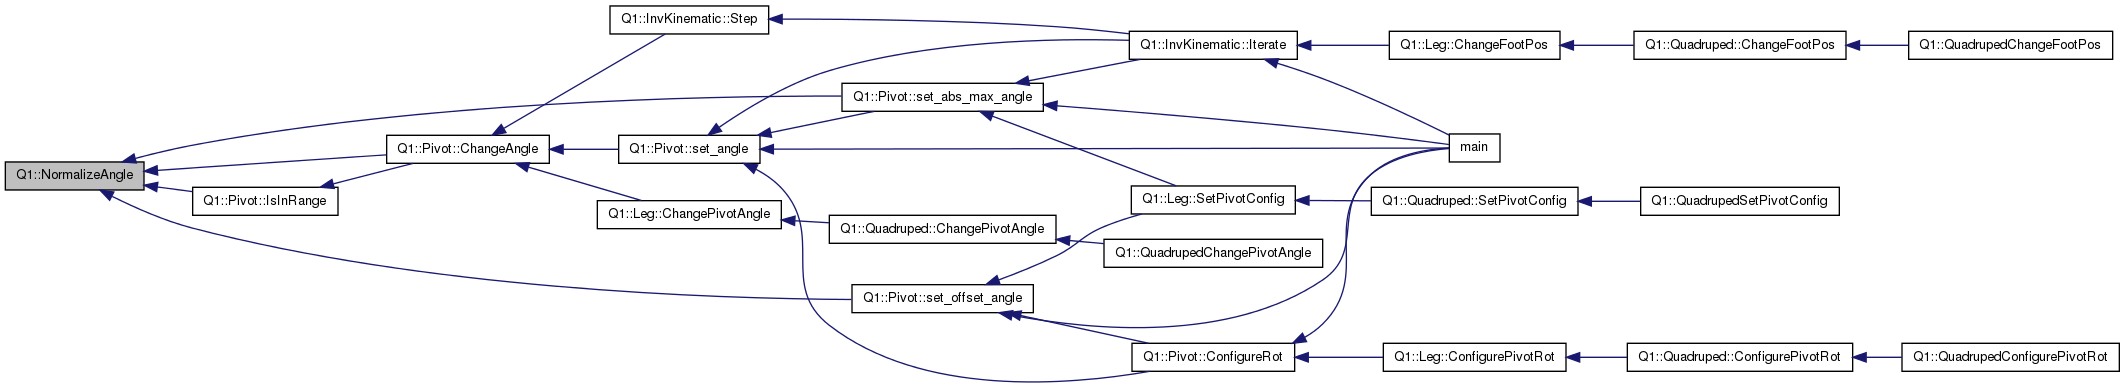 Q1::InvKinematic::Step
Q1::InvKinematic::Iterate
Q1::Leg::ChangeFootPos
Q1::Quadruped::ChangeFootPos
Q1::QuadrupedChangeFootPos
Q1::Pivot::set_abs_max_angle
Q1::Pivot::ChangeAngle
Q1::Pivot::set_angle
main
Q1::NormalizeAngle
Q1::Pivot::IsInRange
Q1::Leg::SetPivotConfig
Q1::Quadruped::SetPivotConfig
Q1::QuadrupedSetPivotConfig
Q1::Leg::ChangePivotAngle
Q1::Quadruped::ChangePivotAngle
Q1::QuadrupedChangePivotAngle
Q1::Pivot::set_offset_angle
Q1::Pivot::ConfigureRot
Q1::Leg::ConfigurePivotRot
Q1::Quadruped::ConfigurePivotRot
Q1::QuadrupedConfigurePivotRot